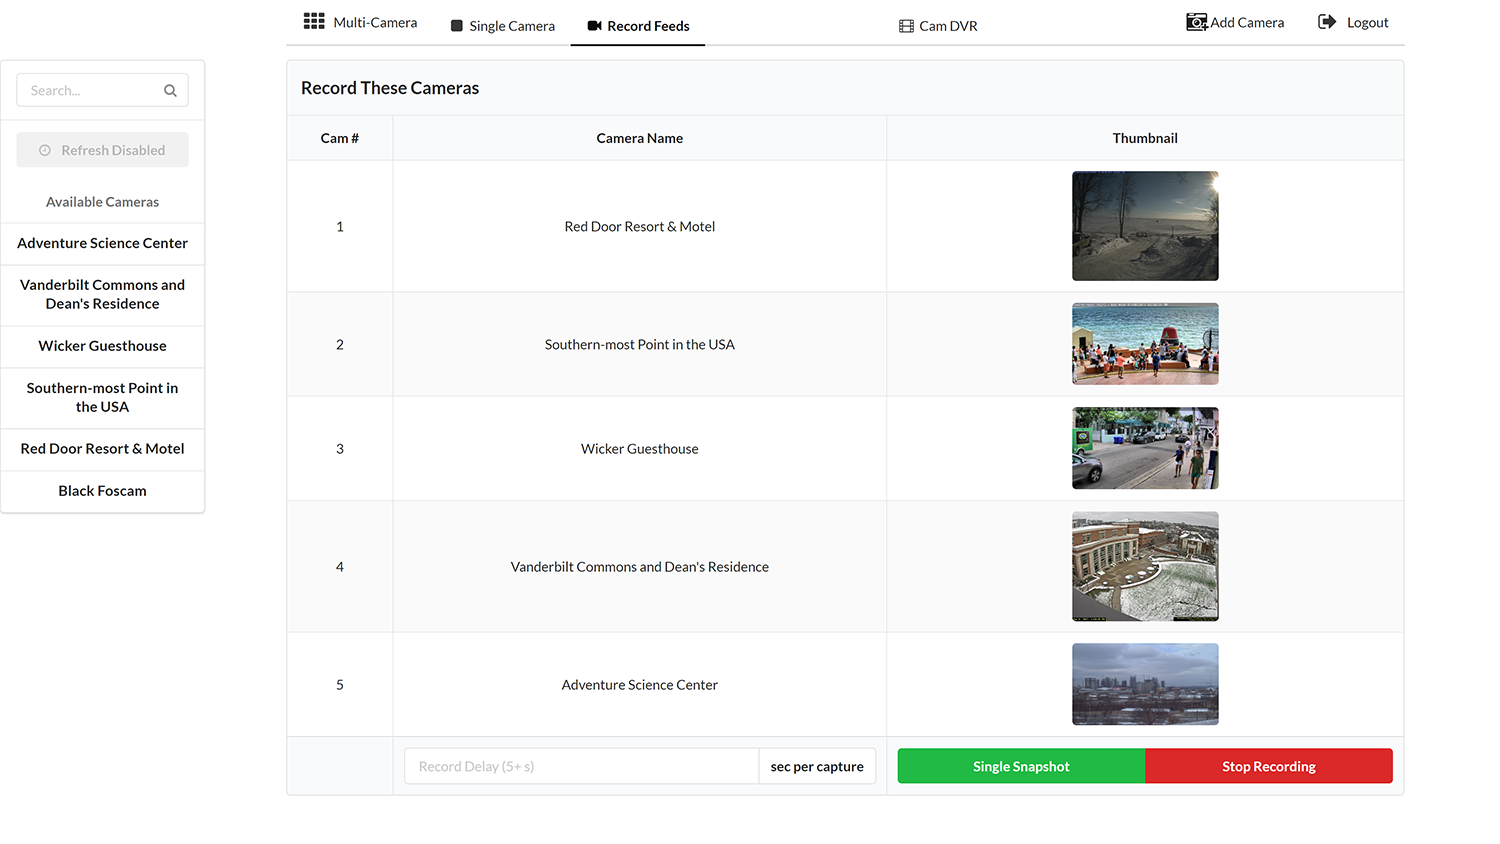 Multi-Camera
Single Camera
Record Feeds
Cam DVR
Add Camera
Logout
Search...
Refresh Disabled
Available Cameras
Adventure Science Center
Vanderbilt Commons and
Dean's Residence
Wicker Guesthouse
Southern-most Point in
the USA
Red Door Resort & Motel
Black Foscam
Record These Cameras
Cam #
Camera Name
Thumbnail
1
Red Door Resort & Motel
2
Southern-most Point in the USA
3
Wicker Guesthouse
4
Vanderbilt Commons and Dean's Residence
5
Adventure Science Center
Record Delay (5+ s)
sec per capture
Single Snapshot
Stop Recording